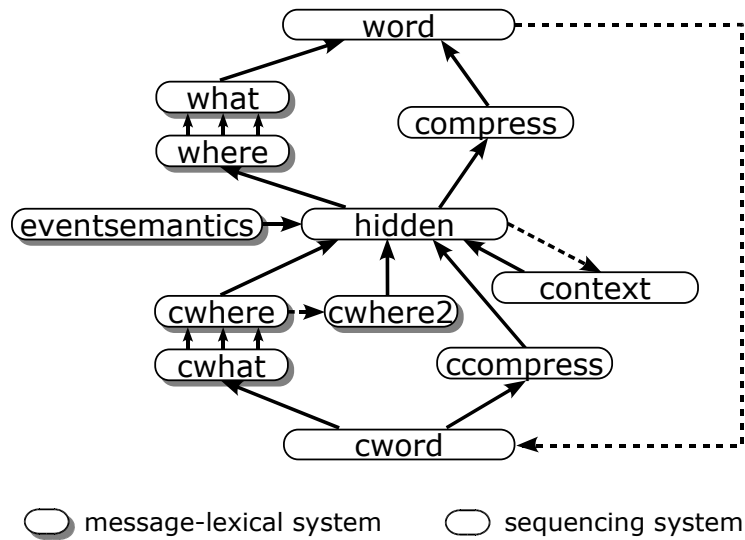 word
what
compress
where
eventsemantics
hidden
context
cwhere
cwhere2
cwhat
ccompress
cword
message-lexical system
sequencing system